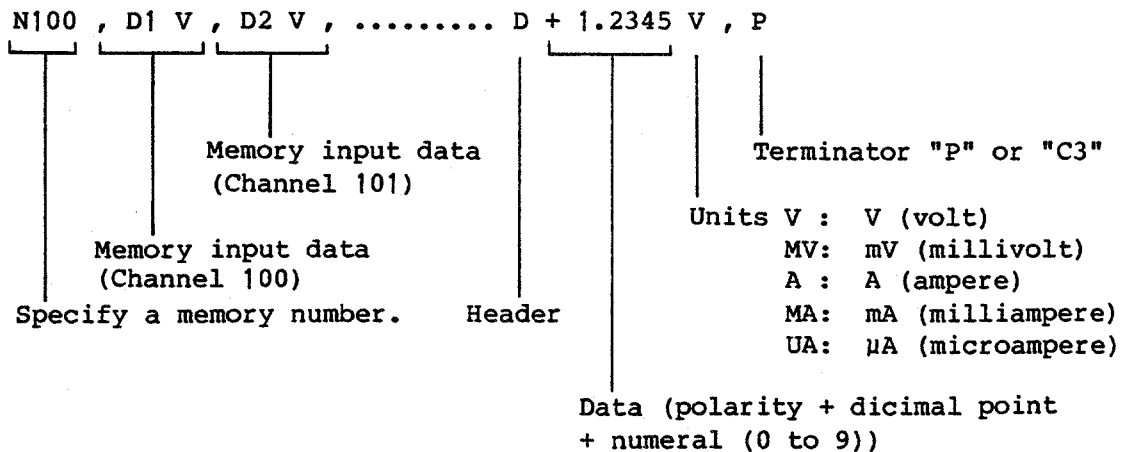 N100 , D1 V , D2 V , ......... D + 1.2345 V , P
Memory input data
(Channel 101)
Terminator "P" or "C3"
Units V : V (volt)
MV: mV (millivolt)
A : A (ampere)
MA: mA (milliampere)
UA: µA (microampere)
Memory input data
(Channel 100)
Specify a memory number.
Header
Data (polarity + dicimal point
+ numeral (0 to 9))